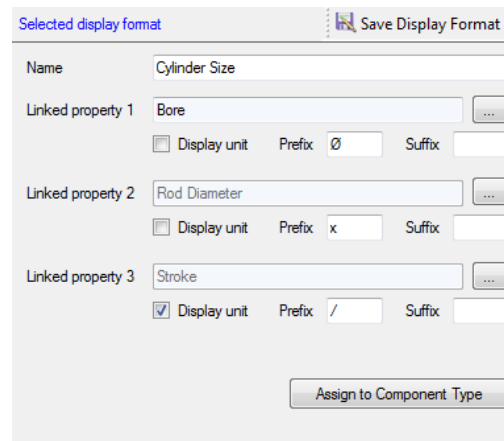 Selected display format Save Display Format
Name Cylinder Size
Linked property 1 Bore ...
Display unit Prefix Ø Suffix
Linked property 2 Rod Diameter ...
Display unit Prefix x Suffix
Linked property 3 Stroke ...
Display unit Prefix / Suffix
Assign to Component Type